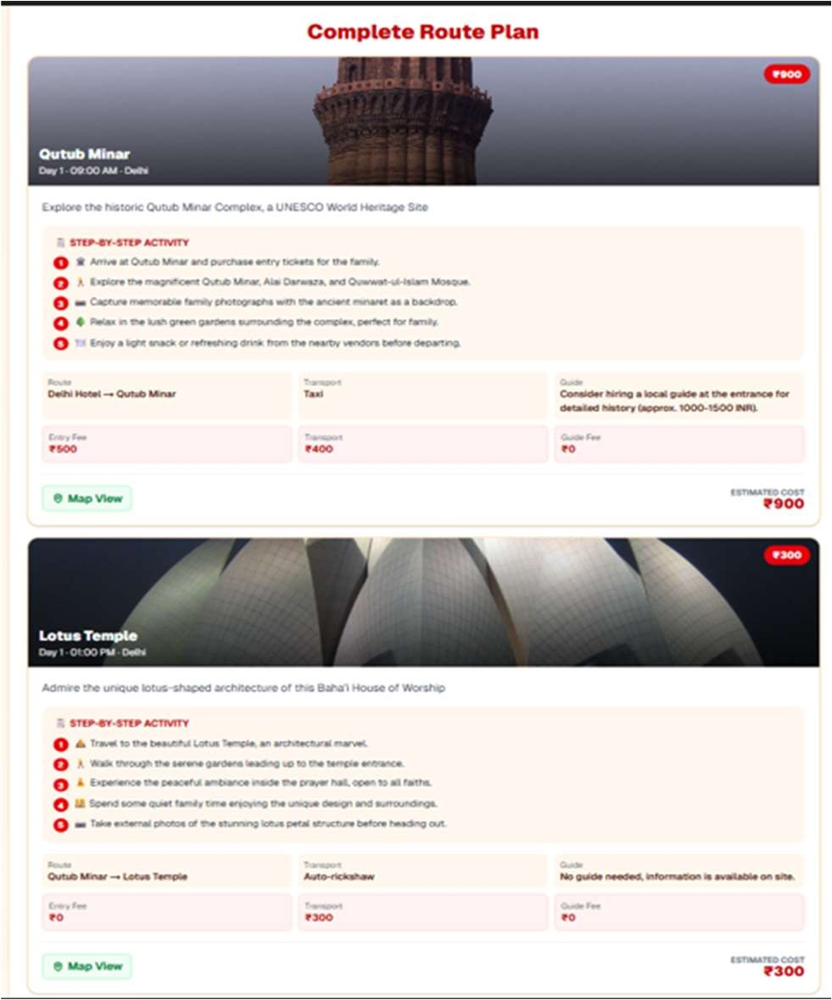 Complete Route Plan
₹900
Qutub Minar
Day 1 · 09:00 AM · Delhi
Explore the historic Qutub Minar Complex, a UNESCO World Heritage Site
STEP-BY-STEP ACTIVITY
1 Arrive at Qutub Minar and purchase entry tickets for the family.
2 Explore the magnificent Qutub Minar, Alai Darwaza, and Quwwat-ul-Islam Mosque.
3 Capture memorable family photographs with the ancient minaret as a backdrop.
4 Relax in the lush green gardens surrounding the complex, perfect for family.
5 Enjoy a light snack or refreshing drink from the nearby vendors before departing.
Route
Delhi Hotel → Qutub Minar
Transport
Taxi
Guide
Consider hiring a local guide at the entrance for
detailed history (approx. 1000-1500 INR).
Entry Fee
₹500
Transport
₹400
Guide Fee
₹0
Map View
ESTIMATED COST
₹900
₹300
Lotus Temple
Day 1 · 01:00 PM · Delhi
Admire the unique lotus-shaped architecture of this Baha'i House of Worship
STEP-BY-STEP ACTIVITY
1 Travel to the beautiful Lotus Temple, an architectural marvel.
2 Walk through the serene gardens leading up to the temple entrance.
3 Experience the peaceful ambiance inside the prayer hall, open to all faiths.
4 Spend some quiet family time enjoying the unique design and surroundings.
5 Take external photos of the stunning lotus petal structure before heading out.
Route
Qutub Minar → Lotus Temple
Transport
Auto-rickshaw
Guide
No guide needed, information is available on site.
Entry Fee
₹0
Transport
₹300
Guide Fee
₹0
Map View
ESTIMATED COST
₹300